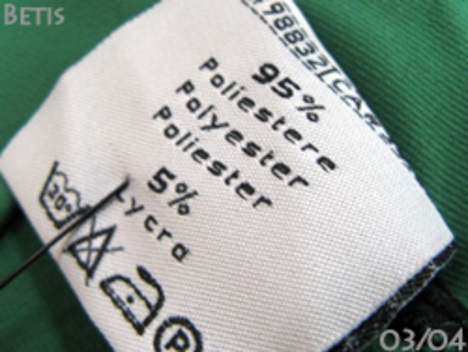 BETIS
95%
Poliestere
Polyester
Poliester
5%
Lycra
30°
P
03/04